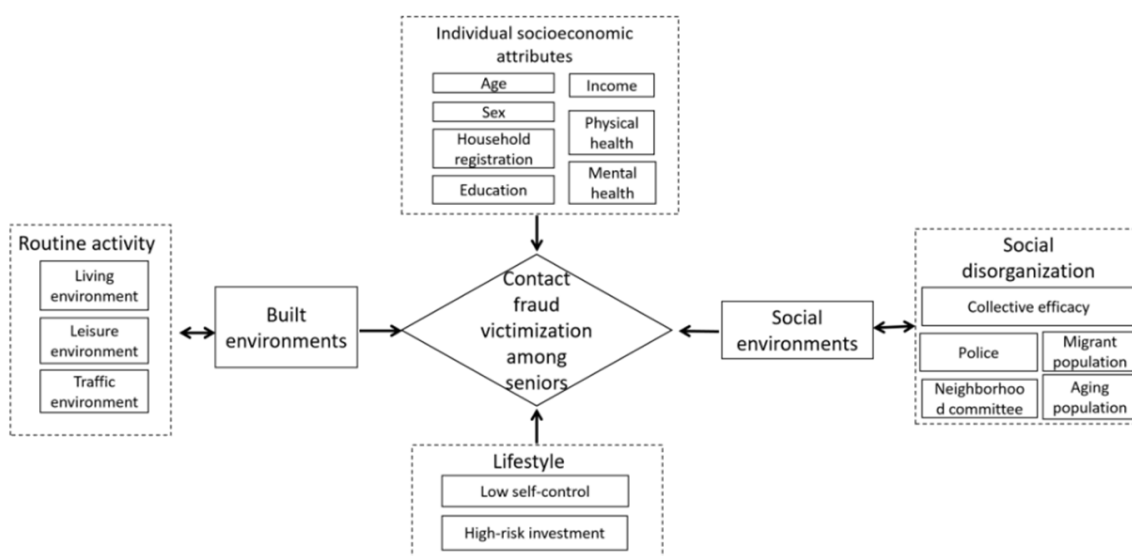 Individual socioeconomic
attributes
Age
Income
Sex
Physical
health
Household
registration
Mental
health
Education
Routine activity
Living
environment
Leisure
environment
Traffic
environment
Built
environments
Contact
fraud
victimization
among
seniors
Social
environments
Social
disorganization
Collective efficacy
Police
Migrant
population
Neighborhoo
d committee
Aging
population
Lifestyle
Low self-control
High-risk investment